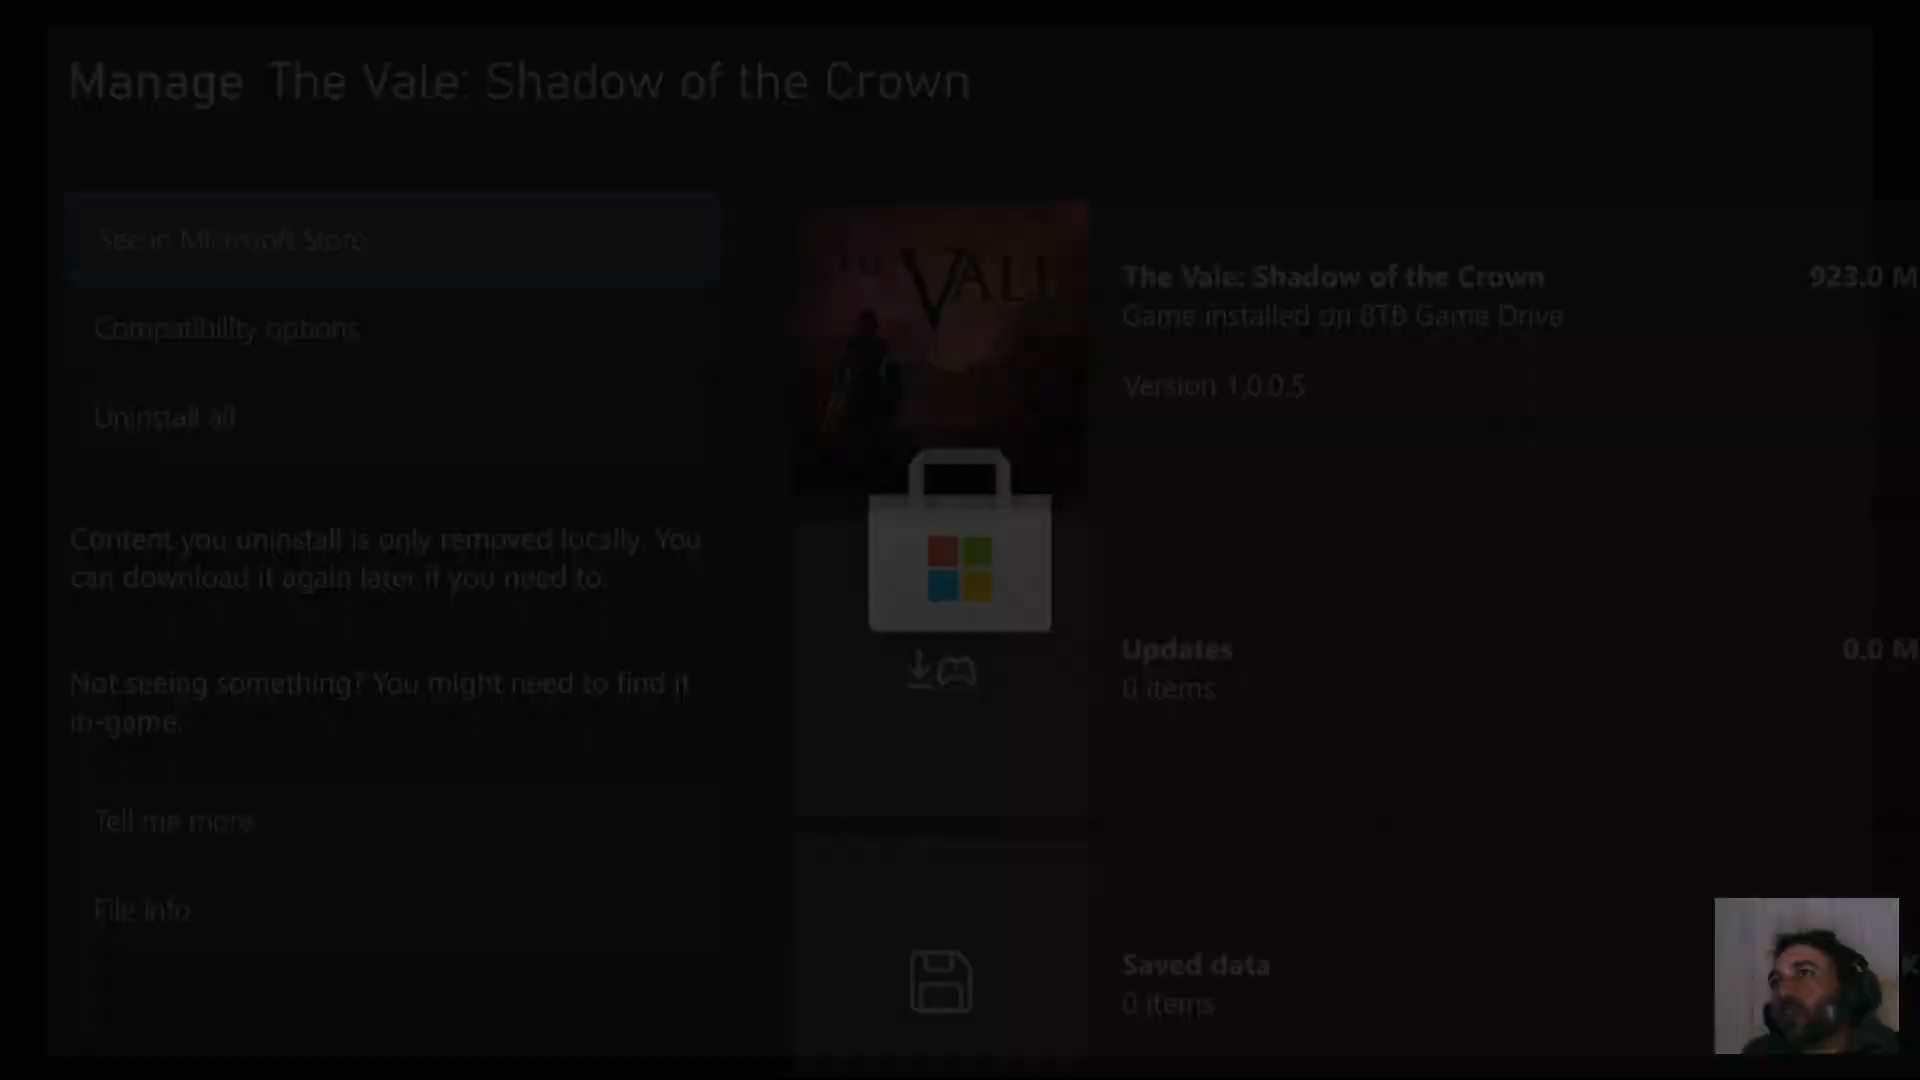 Manage The Vale: Shadow of the Crown
See in Microsoft Store
Compatibility options
Uninstall all
Content you uninstall is only removed locally. You
can download it again later if you need to.
Not seeing something? You might need to find it
in-game.
Tell me more
File info
THE VALE
The Vale: Shadow of the Crown
923.0 M
Game installed on 8TB Game Drive
Version 1.0.0.5
Updates
0.0 M
0 items
Saved data
K
0 items